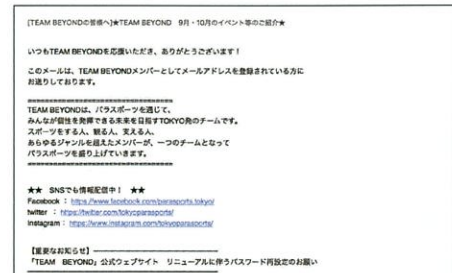 [TEAM BEYONDの皆様へ]★TEAM BEYOND 9月・10月のイベント等のご紹介★
いつもTEAM BEYONDを応援いただき、ありがとうございます！
このメールは、TEAM BEYONDメンバーとしてメールアドレスを登録されている方に
お送りしております。
==============================
TEAM BEYONDは、パラスポーツを通じて、
みんなが個性を発揮できる未来を目指すTOKYO発のチームです。
スポーツをする人、観る人、支える人、
あらゆるジャンルを超えたメンバーが、一つのチームとなって
パラスポーツを盛り上げていきます。
==============================
★★ SNSでも情報配信中！ ★★
Facebook : https://www.facebook.com/parasports.tokyo/
twitter : https://twitter.com/tokyoparasports/
Instagram : https://www.instagram.com/tokyoparasports/
【重要なお知らせ】
「TEAM BEYOND」公式ウェブサイト リニューアルに伴うパスワード再設定のお願い